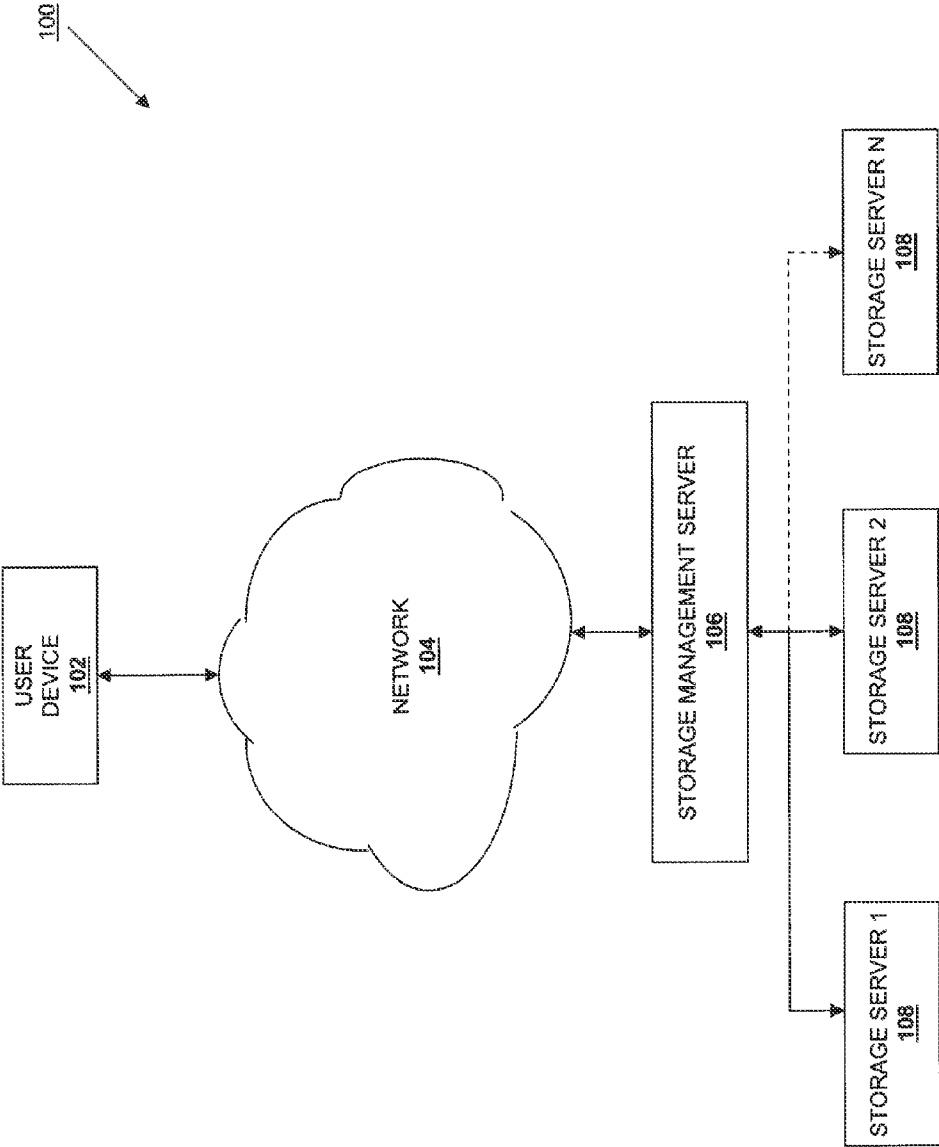 100
USER
DEVICE
102
NETWORK
104
STORAGE MANAGEMENT SERVER
106
STORAGE SERVER 1
108
STORAGE SERVER 2
108
STORAGE SERVER N
108